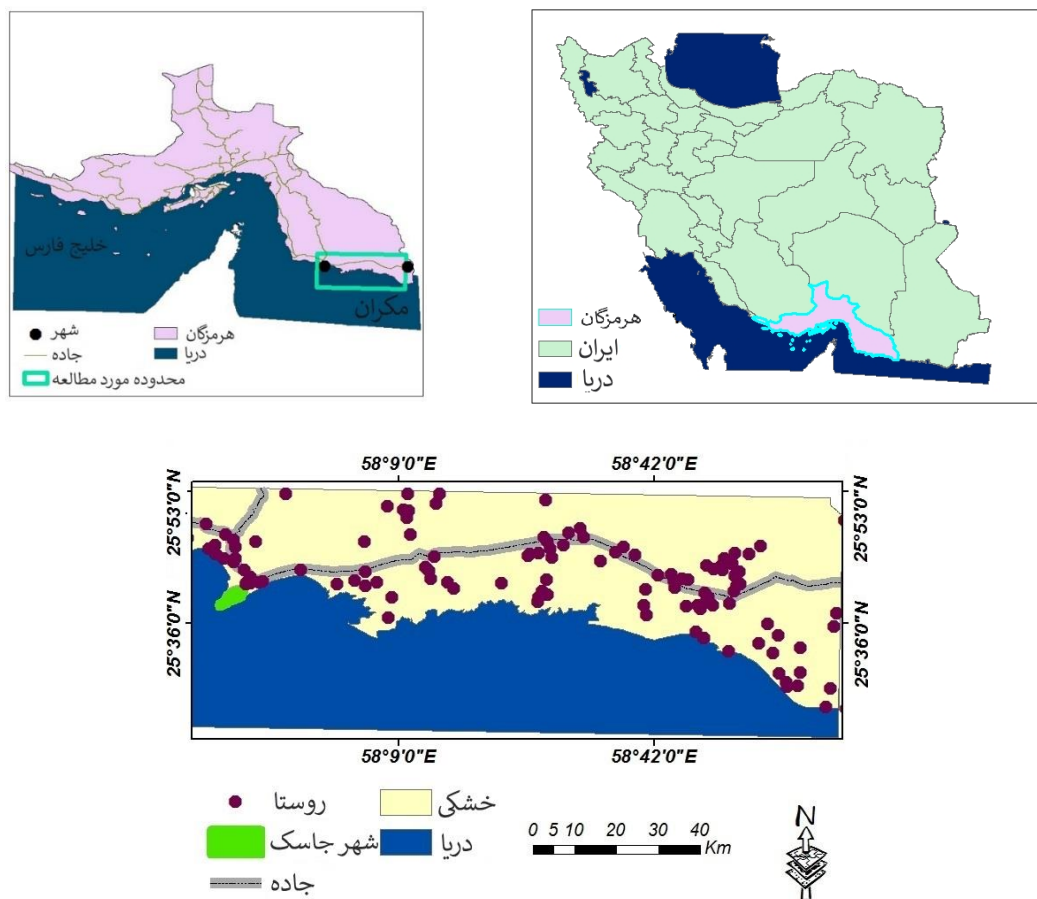 خلیج فارس
مکران
شهر
هرمزگان
جاده
دریا
محدوده مورد مطالعه
هرمزگان
ایران
دریا
58°9'0"E
58°42'0"E
25°53'0"N
25°53'0"N
25°36'0"N
25°36'0"N
58°9'0"E
58°42'0"E
روستا
خشکی
شهر جاسک
دریا
جاده
0 5 10 20 30 40
Km
N